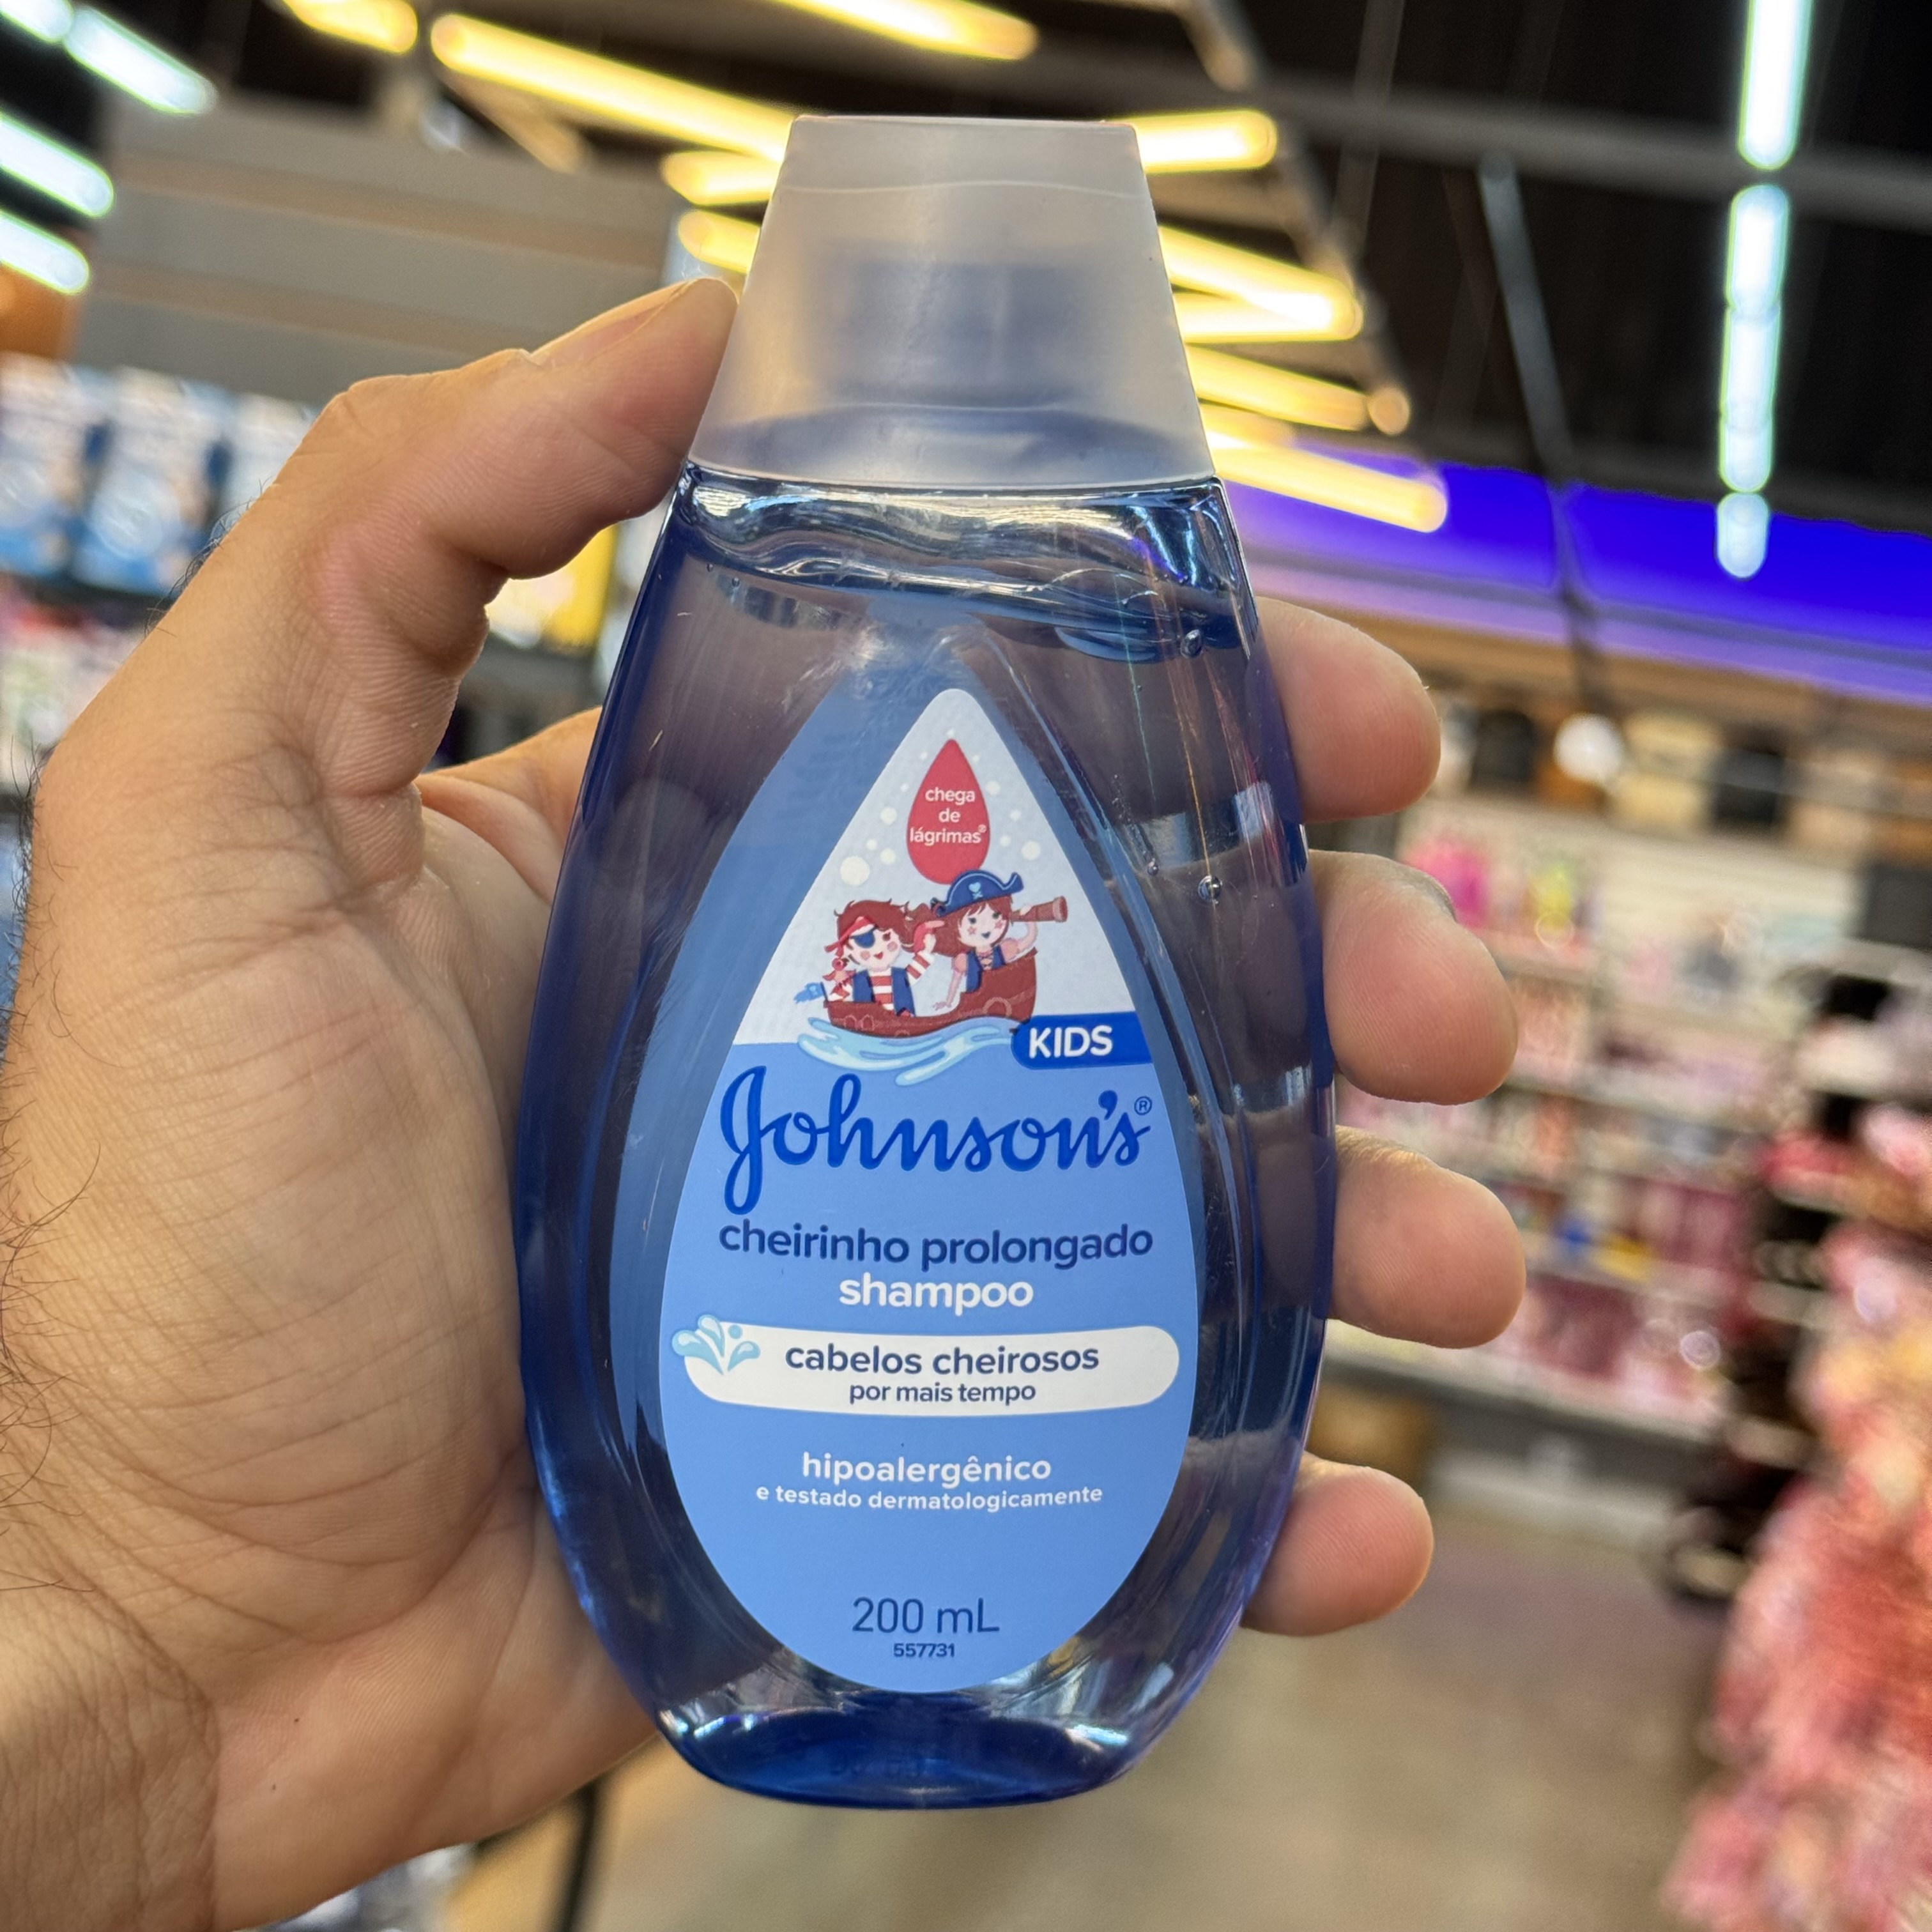 chega
de
lágrimas®
KIDS
Johnson's®
cheirinho prolongado
shampoo
cabelos cheirosos
por mais tempo
hipoalergênico
e testado dermatologicamente
200 mL
557731